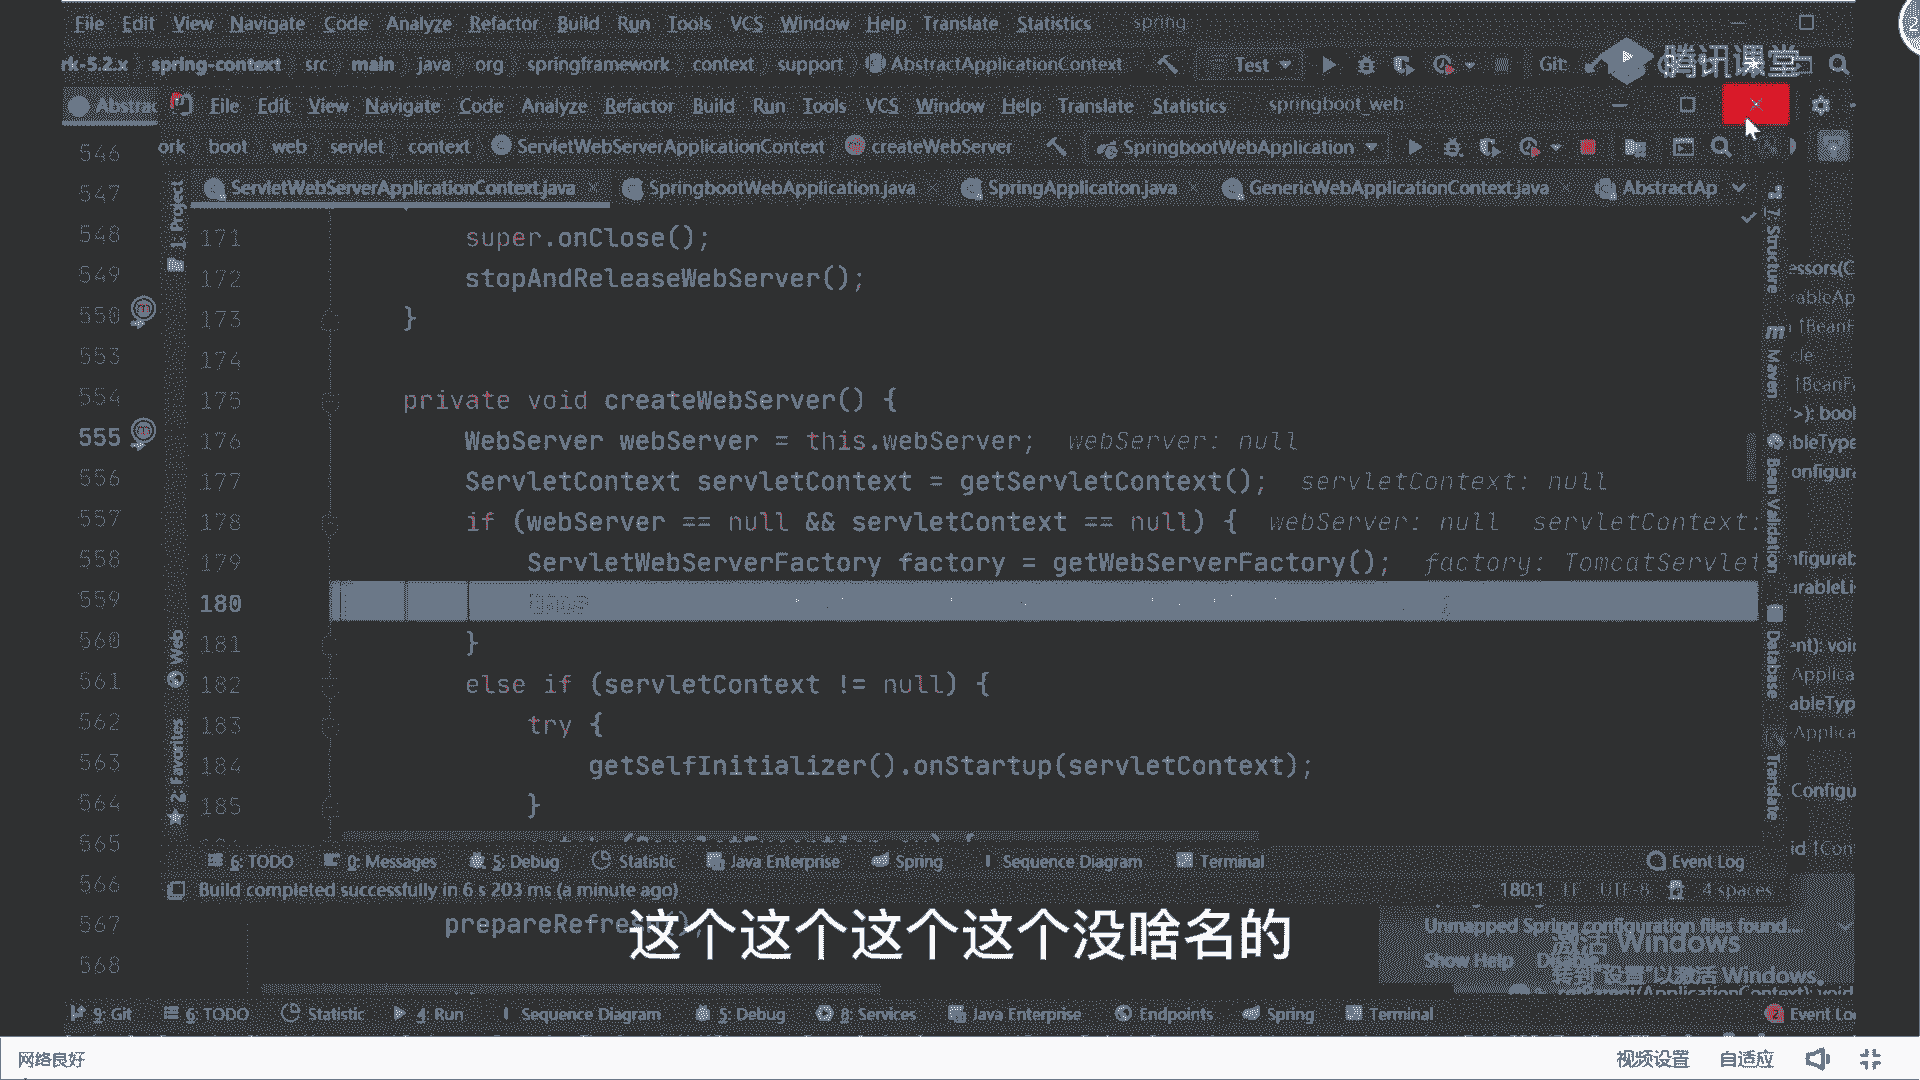 File Edit View Navigate Code Analyze Refactor Build Run Tools VCS Window Help Translate Statistics spring
rk-5.2.x spring-context src main java org springframework context support AbstractApplicationContext Test Git: 腾讯课堂
Abstrac File Edit View Navigate Code Analyze Refactor Build Run Tools VCS Window Help Translate Statistics springboot_web
ork boot web servlet context ServletWebServerApplicationContext createWebServer SpringbootWebApplication
ServletWebServerApplicationContext.java SpringbootWebApplication.java SpringApplication.java GenericWebApplicationContext.java AbstractAp
546
547
548
549
550
553
554
555
556
557
558
559
560
561
562
563
564
565
566
567
568
1: Project
Web
2: Favorites
171 super.onClose();
172 stopAndReleaseWebServer();
173 }
174
175 private void createWebServer() {
176 WebServer webServer = this.webServer; webServer: null
177 ServletContext servletContext = getServletContext(); servletContext: null
178 if (webServer == null && servletContext == null) { webServer: null servletContext:
179 ServletWebServerFactory factory = getWebServerFactory(); factory: TomcatServlet
180
181 }
182 else if (servletContext != null) {
183 try {
184 getSelfInitializer().onStartup(servletContext);
185 }
7: Structure
Maven
Bean Validation
Database
Translate
essors(C
ableAp
bool
bleType
onfigura
nfigurab
urableLi
ent): voi
Applica
ableTyp
Applica
Configu
6: TODO 0: Messages 5: Debug Statistic Java Enterprise Spring Sequence Diagram Terminal Event Log
Build completed successfully in 6 s 203 ms (a minute ago) 180:1 LF UTF-8 4 spaces
prepareRefresh();
这个这个这个这个没啥名的
Unmapped Spring configuration files found...
Show Help
激活 Windows
转到"设置"以激活 Windows。
9: Git 6: TODO Statistic 4: Run Sequence Diagram 5: Debug 8: Services Java Enterprise Endpoints Spring Terminal Event Lo
网络良好 视频设置 自适应